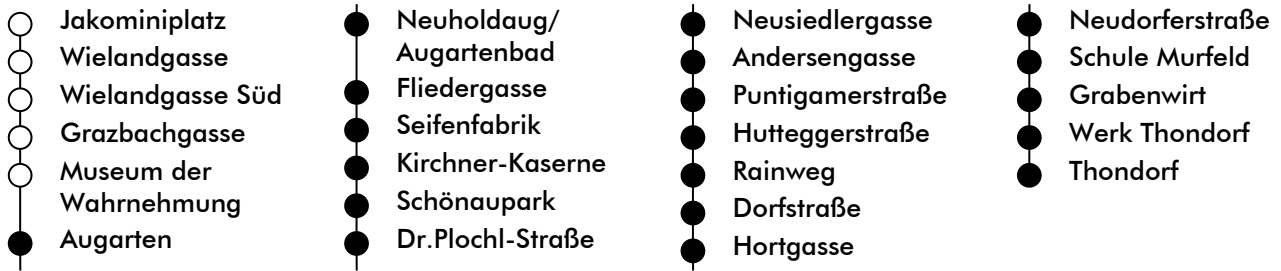 Jakominiplatz
Wielandgasse
Wielandgasse Süd
Grazbachgasse
Museum der
Wahrnehmung
Augarten
Neuholdaug/
Augartenbad
Fliedergasse
Seifenfabrik
Kirchner-Kaserne
Schönaupark
Dr.Plochl-Straße
Neusiedlergasse
Andersengasse
Puntigamerstraße
Hutteggerstraße
Rainweg
Dorfstraße
Hortgasse
Neudorferstraße
Schule Murfeld
Grabenwirt
Werk Thondorf
Thondorf